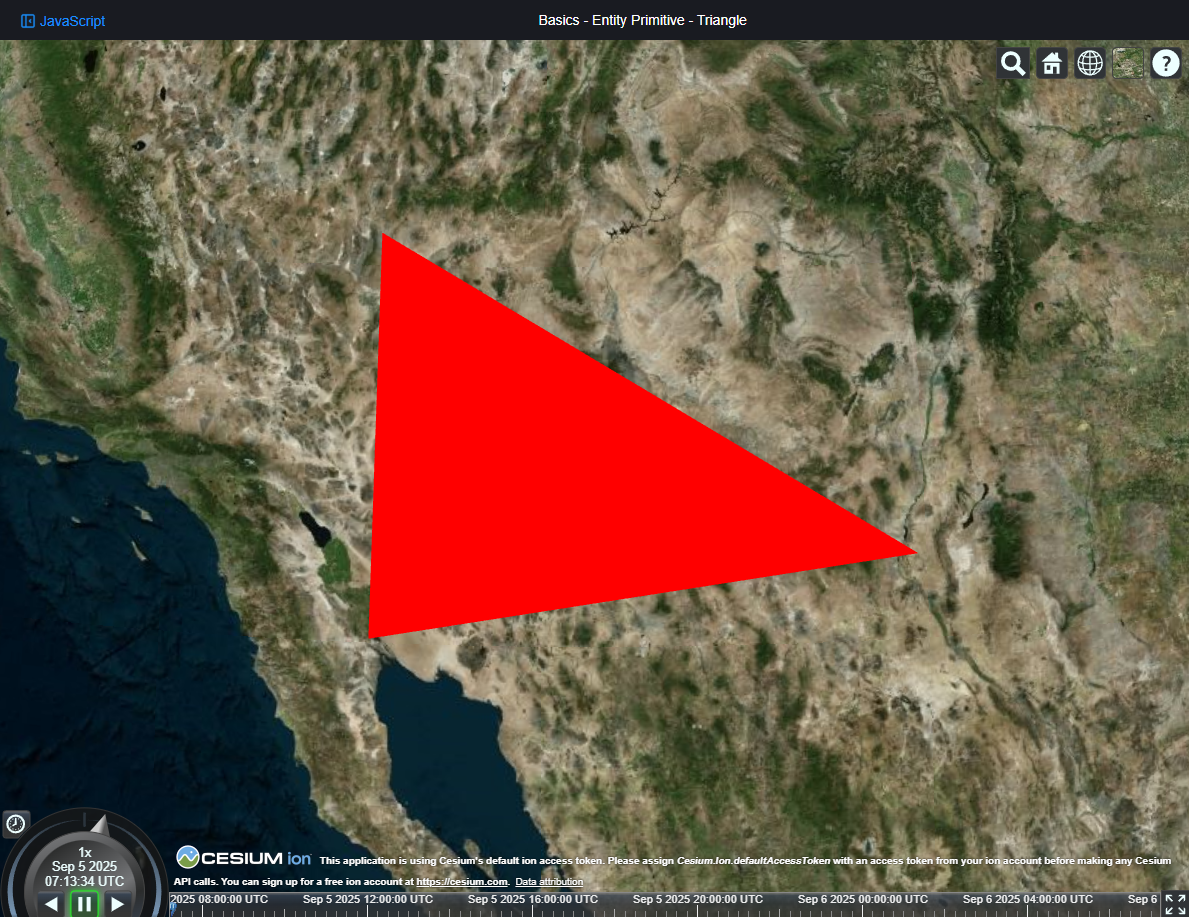 JavaScript
Basics - Entity Primitive - Triangle
?
1x
Sep 5 2025
07:13:34 UTC
CESIUM ion This application is using Cesium's default ion access token. Please assign Cesium.Ion.defaultAccessToken with an access token from your ion account before making any Cesium
API calls. You can sign up for a free ion account at https://cesium.com. Data attribution
2025 08:00:00 UTC Sep 5 2025 12:00:00 UTC Sep 5 2025 16:00:00 UTC Sep 5 2025 20:00:00 UTC Sep 6 2025 00:00:00 UTC Sep 6 2025 04:00:00 UTC Sep 6